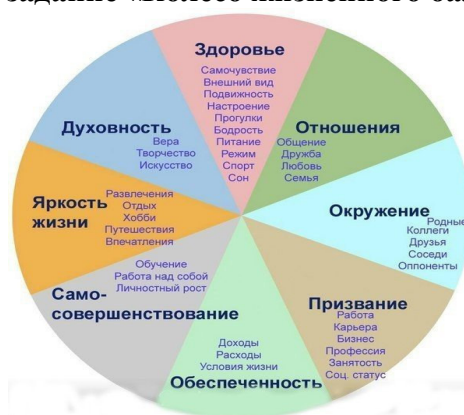 Здоровье
Самочувствие
Внешний вид
Подвижность
Настроение
Прогулки
Бодрость
Питание
Режим
Спорт
Сон
Отношения
Общение
Дружба
Любовь
Семья
Окружение
Родные
Коллеги
Друзья
Соседи
Оппоненты
Призвание
Работа
Карьера
Бизнес
Профессия
Занятость
Соц. статус
Доходы
Расходы
Условия жизни
Обеспеченность
Обучение
Работа над собой
Личностный рост
Само-
совершенствование
Яркость
жизни
Развлечения
Отдых
Хобби
Путешествия
Впечатления
Духовность
Вера
Творчество
Искусство